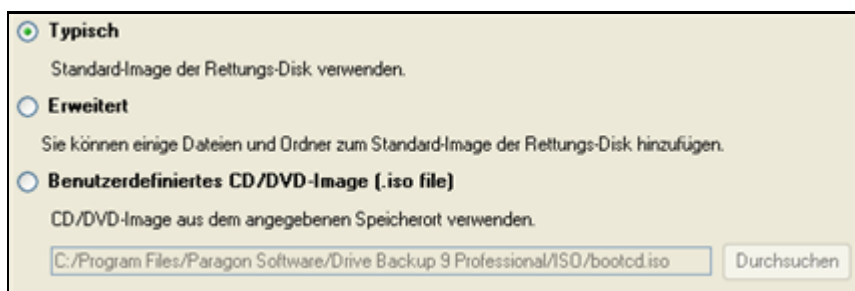 Typisch
Standard-Image der Rettungs-Disk verwenden.
Erweitert
Sie können einige Dateien und Ordner zum Standard-Image der Rettungs-Disk hinzufügen.
Benutzerdefiniertes CD/DVD-Image (.iso file)
CD/DVD-Image aus dem angegebenen Speicherort verwenden.
C:/Program Files/Paragon Software/Drive Backup 9 Professional/ISO/bootcd.iso Durchsuchen